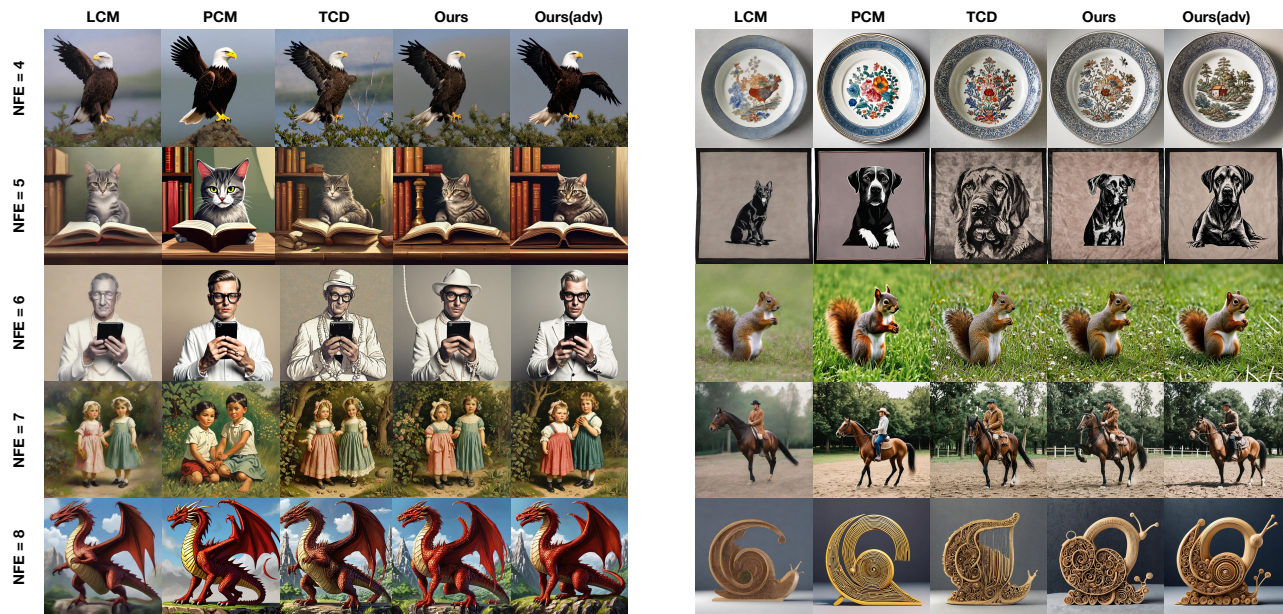 LCM PCM TCD Ours Ours(adv) LCM PCM TCD Ours Ours(adv)
NFE = 4
NFE = 5
NFE = 6
NFE = 7
NFE = 8